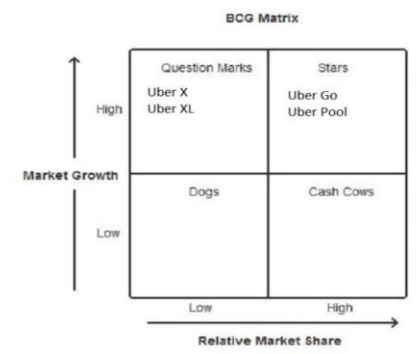 BCG Matrix
Question Marks
Stars
Uber X
Uber XL
Uber Go
Uber Pool
High
Market Growth
Dogs
Cash Cows
Low
Low
High
Relative Market Share